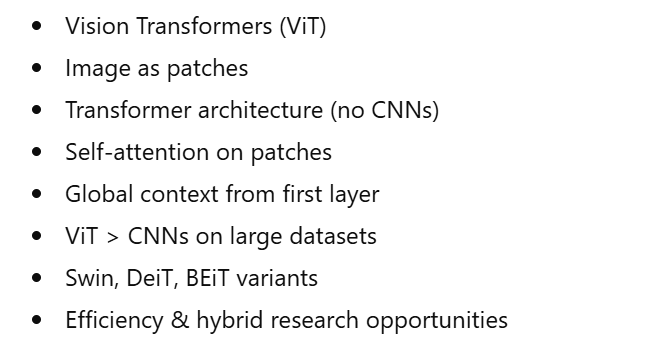 • Vision Transformers (ViT)
• Image as patches
• Transformer architecture (no CNNs)
• Self-attention on patches
• Global context from first layer
• ViT > CNNs on large datasets
• Swin, DeiT, BEiT variants
• Efficiency & hybrid research opportunities